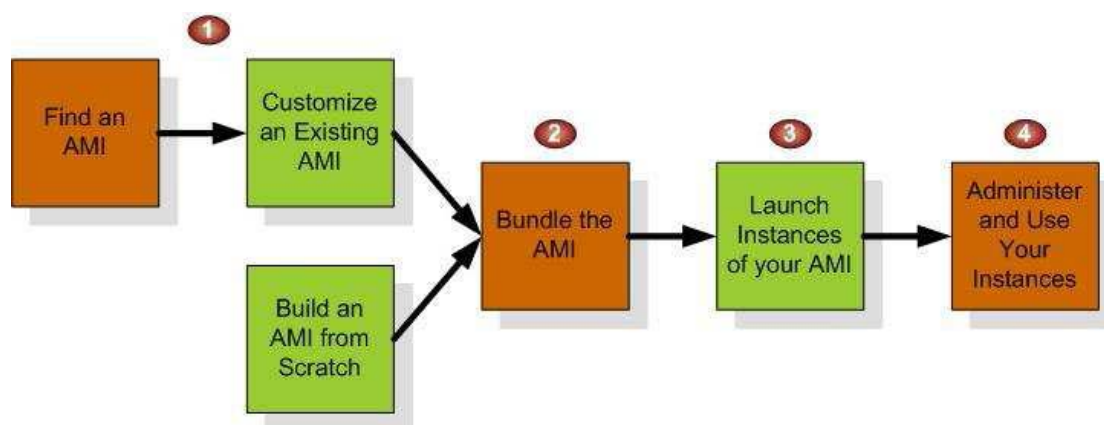 1
Find an
AMI
Customize
an Existing
AMI
Build an
AMI from
Scratch
2
Bundle the
AMI
3
Launch
Instances
of your AMI
4
Administer
and Use
Your
Instances